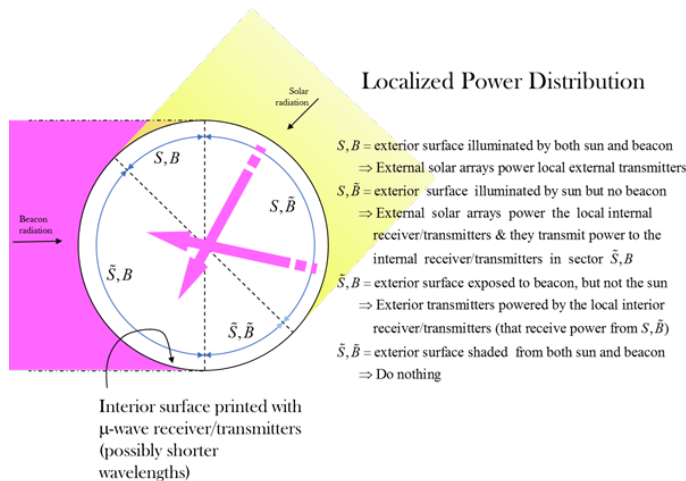 Localized Power Distribution
Solar
radiation
S, B = exterior surface illuminated by both sun and beacon
⇒ External solar arrays power local external transmitters
S, B̃ = exterior surface illuminated by sun but no beacon
⇒ External solar arrays power the local internal
receiver/transmitters & they transmit power to the
internal receiver/transmitters in sector S̃, B
S̃, B = exterior surface exposed to beacon, but not the sun
⇒ Exterior transmitters powered by the local interior
receiver/transmitters (that receive power from S, B̃)
S̃, B̃ = exterior surface shaded from both sun and beacon
⇒ Do nothing
S, B
S, B̃
Beacon
radiation
S̃, B
S̃, B̃
Interior surface printed with
μ-wave receiver/transmitters
(possibly shorter
wavelengths)